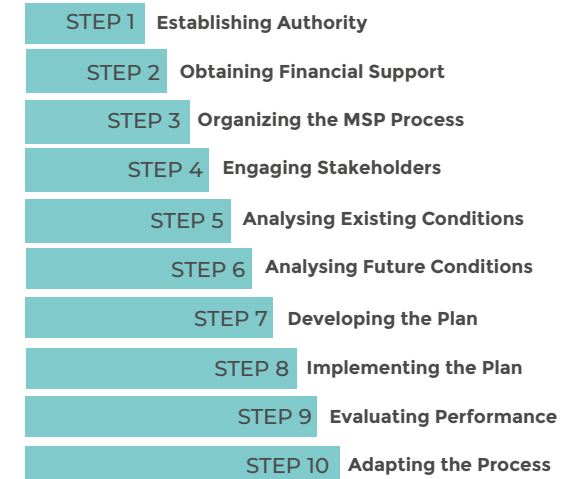 STEP 1 Establishing Authority
STEP 2 Obtaining Financial Support
STEP 3 Organizing the MSP Process
STEP 4 Engaging Stakeholders
STEP 5 Analysing Existing Conditions
STEP 6 Analysing Future Conditions
STEP 7 Developing the Plan
STEP 8 Implementing the Plan
STEP 9 Evaluating Performance
STEP 10 Adapting the Process